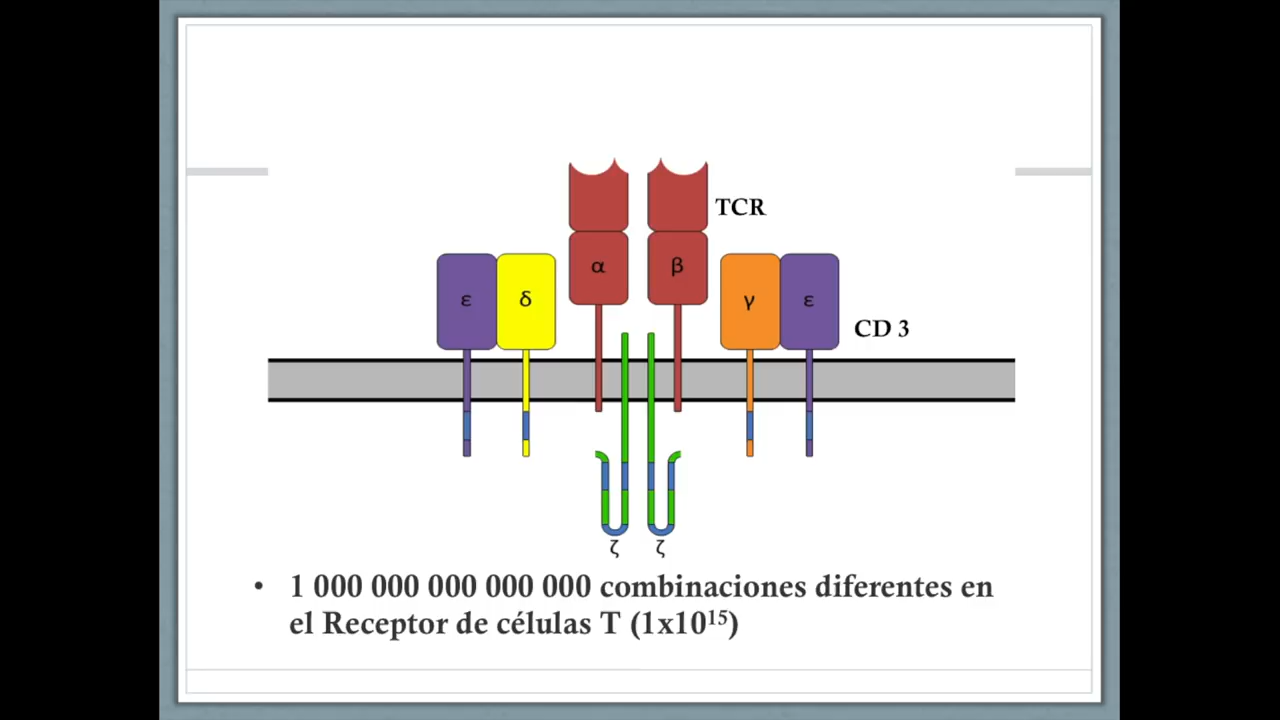 TCR
α
β
ε
δ
γ
ε
CD 3
ζ
ζ
• 1 000 000 000 000 000 combinaciones diferentes en
el Receptor de células T (1x10¹⁵)